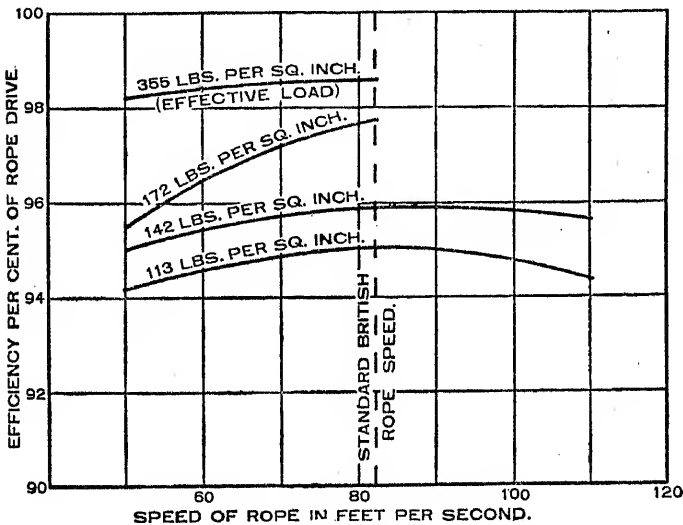 100
98
96
94
92
90
EFFICIENCY PER CENT. OF ROPE DRIVE.
355 LBS. PER SQ. INCH.
(EFFECTIVE LOAD)
172 LBS. PER SQ. INCH.
142 LBS. PER SQ. INCH.
113 LBS. PER SQ. INCH.
STANDARD BRITISH
ROPE SPEED.
60
80
100
120
SPEED OF ROPE IN FEET PER SECOND.